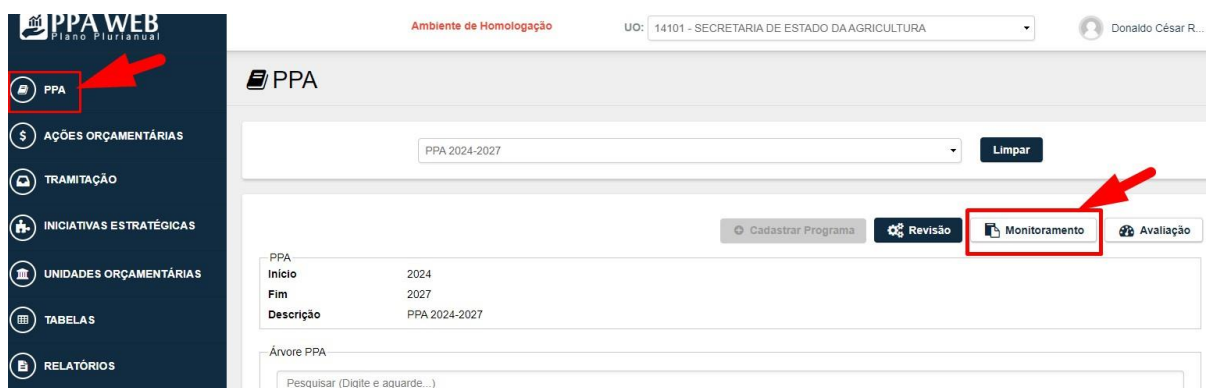 PPA WEB
Plano Plurianual
Ambiente de Homologação
UO: 14101 - SECRETARIA DE ESTADO DA AGRICULTURA
Donaldo César R...
PPA
AÇÕES ORÇAMENTÁRIAS
TRAMITAÇÃO
INICIATIVAS ESTRATÉGICAS
UNIDADES ORÇAMENTÁRIAS
TABELAS
RELATÓRIOS
PPA
PPA 2024-2027
Limpar
Cadastrar Programa
Revisão
Monitoramento
Avaliação
PPA
Início 2024
Fim 2027
Descrição PPA 2024-2027
Árvore PPA
Pesquisar (Digite e aguarde...)